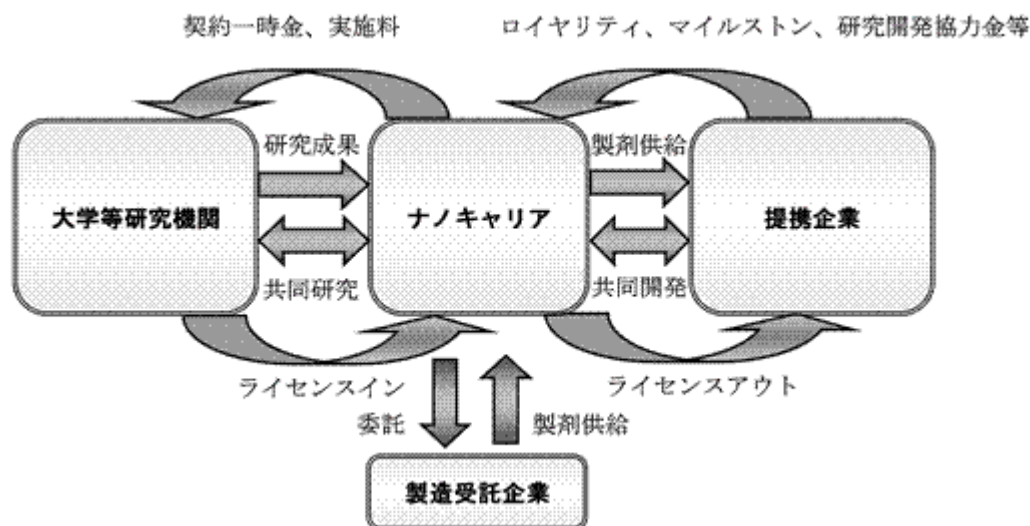 契約一時金、実施料
ロイヤリティ、マイルストン、研究開発協力金等
研究成果
製剤供給
大学等研究機関
ナノキャリア
提携企業
共同研究
共同開発
ライセンスイン
ライセンスアウト
委託
製剤供給
製造受託企業